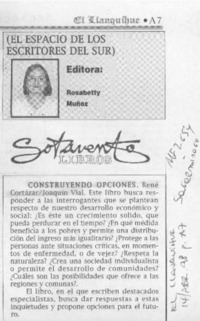 El Llanquihue • A7
(EL ESPACIO DE LOS
ESCRITORES DEL SUR)
Editora:
Rosabetty
Muñoz
Sotavento
LIBROS
CONSTRUYENDO OPCIONES. René
Cortázar/Joaquín Vial. Este libro busca res-
ponder a las interrogantes que se plantean
respecto de nuestro desarrollo económico y
social: ¿Es éste un crecimiento solido, que
pueda perdurar en el tiempo? ¿En qué medida
beneficia a los pobres y permite una distribu-
ción del ingreso más igualitario? ¿Protege a las
personas ante situaciones críticas, en momen-
tos de enfermedad, o de vejez? ¿Respeta la
naturaleza? ¿Crea una sociedad individualista
o permite el desarrollo de comunidades?
¿Cuáles son las posibilidades que ofrece a las
regiones y comunas?
El libro, en el que escriben destacados
especialistas, busca dar respuestas a estas
inquietudes y propone opciones para el futu-
ro.
EL LLANQUIHUE